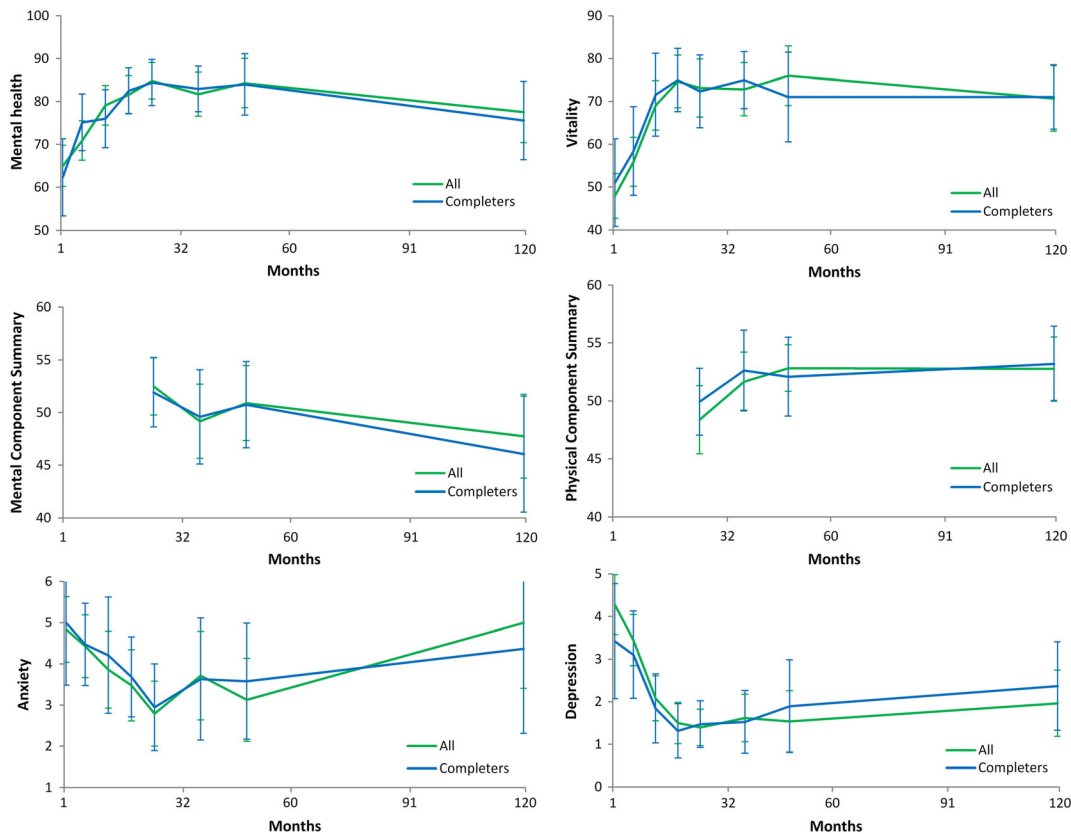 Mental health
100
90
80
70
60
50
1
32
60
91
120
Months
All
Completers
Vitality
90
80
70
60
50
40
1
32
60
91
120
Months
All
Completers
Mental Component Summary
60
55
50
45
40
1
32
60
91
120
Months
All
Completers
Physical Component Summary
60
55
50
45
40
1
32
60
91
120
Months
All
Completers
Anxiety
6
5
4
3
2
1
1
32
60
91
120
Months
All
Completers
Depression
5
4
3
2
1
0
1
32
60
91
120
Months
All
Completers